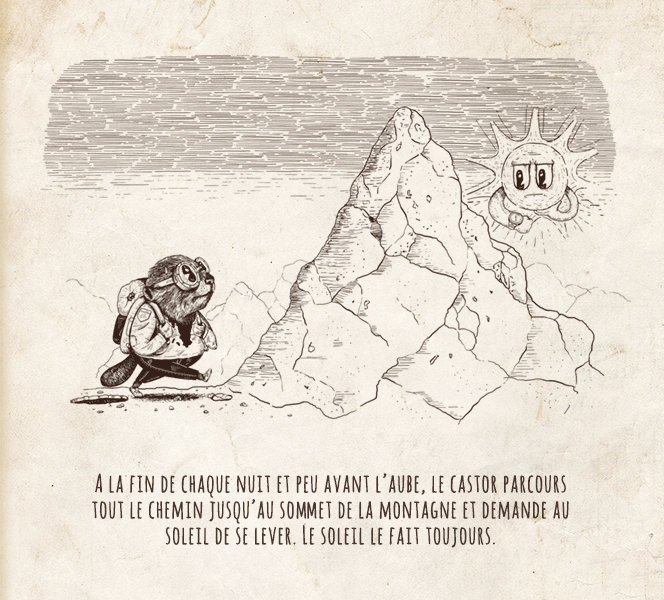 A LA FIN DE CHAQUE NUIT ET PEU AVANT L'AUBE, LE CASTOR PARCOURS
TOUT LE CHEMIN JUSQU'AU SOMMET DE LA MONTAGNE ET DEMANDE AU
SOLEIL DE SE LEVER. LE SOLEIL LE FAIT TOUJOURS.